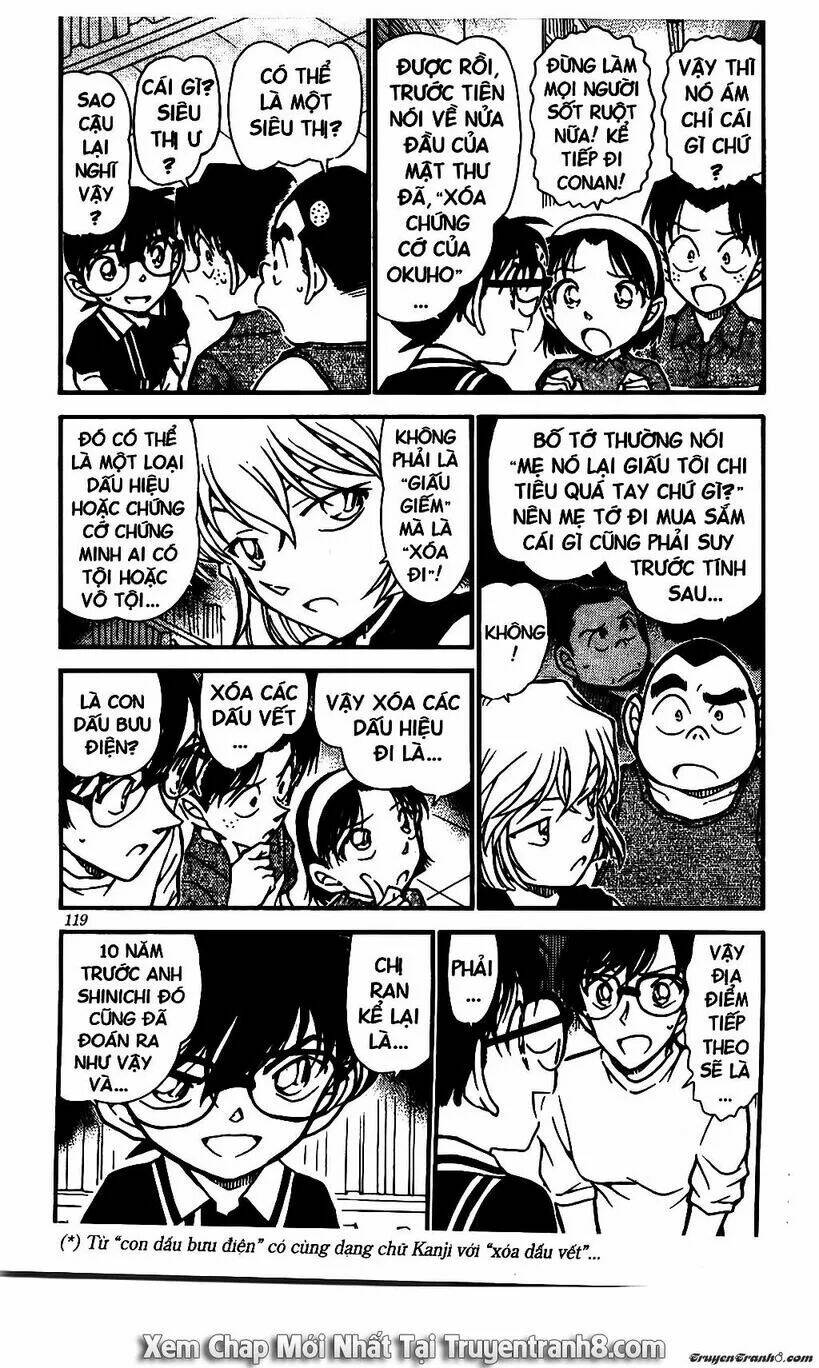 VẬY THÌ
NÓ ÁM
CHỈ CÁI
GÌ CHỨ
?
ĐỪNG LÀM
MỌI NGƯỜI
SỐT RUỘT
NỮA! KỂ
TIẾP ĐI
CONAN!
ĐƯỢC RỒI,
TRƯỚC TIÊN
NÓI VỀ NỬA
ĐẦU CỦA
MẬT THƯ
ĐÃ, "XÓA
CHỨNG
CỚ CỦA
OKUHO"
...
CÓ THỂ
LÀ MỘT
SIÊU THỊ?
CÁI GÌ?
SIÊU
THỊ Ư
?
SAO
CẬU
LẠI
NGHĨ
VẬY
?
BỐ TỚ THƯỜNG NÓI
"MẸ NÓ LẠI GIẤU TÔI CHI
TIÊU QUÁ TAY CHỨ GÌ?"
NÊN MẸ TỚ ĐI MUA SẮM
CÁI GÌ CŨNG PHẢI SUY
TRƯỚC TÍNH
SAU...
KHÔNG
!
KHÔNG
PHẢI LÀ
"GIẤU
GIẾM"
MÀ LÀ
"XÓA
ĐI"!
ĐÓ CÓ THỂ
LÀ MỘT LOẠI
DẤU HIỆU
HOẶC CHỨNG
CỚ CHỨNG
MINH AI CÓ
TỘI HOẶC
VÔ TỘI...
VẬY XÓA CÁC
DẤU HIỆU
ĐI LÀ...
XÓA CÁC
DẤU VẾT
...
LÀ CON
DẤU BƯU
ĐIỆN?
119
VẬY
ĐỊA
ĐIỂM
TIẾP
THEO
SẼ LÀ
...
PHẢI
...
CHỊ
RAN
KỂ LẠI
LÀ...
10 NĂM
TRƯỚC ANH
SHINICHI ĐÓ
CŨNG ĐÃ
ĐOÁN RA
NHƯ VẬY
VÀ...
(*) Từ "con dấu bưu điện" có cùng dạng chữ Kanji với "xóa dấu vết"...
Xem Chap Mới Nhất Tại Truyentranh8.com
TruyenTranh8.com